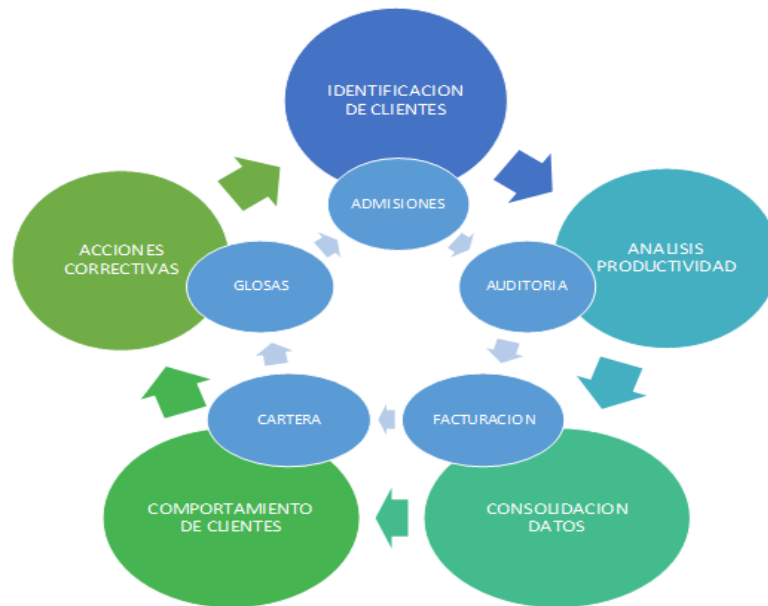 IDENTIFICACION
DE CLIENTES
ADMISIONES
ANALISIS
PRODUCTIVIDAD
AUDITORIA
CONSOLIDACION
DATOS
FACTURACION
COMPORTAMIENTO
DE CLIENTES
CARTERA
ACCIONES
CORRECTIVAS
GLOSAS